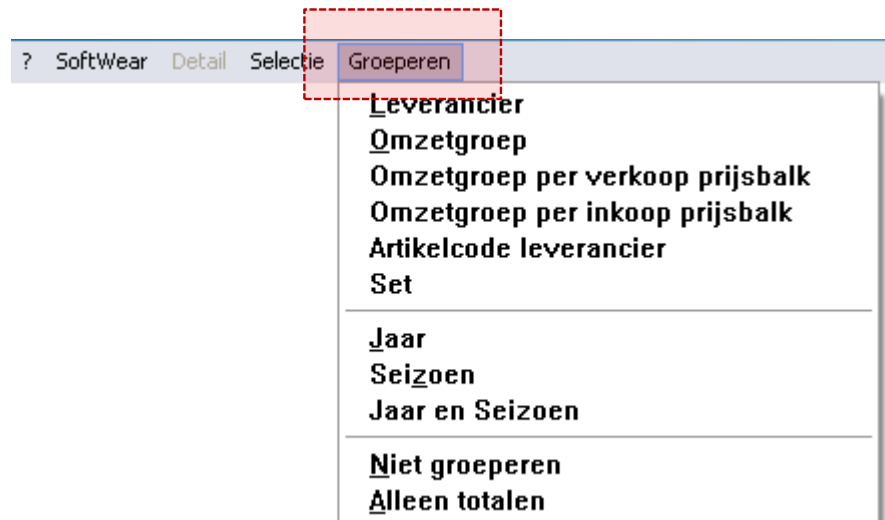 ? SoftWear Detail Selectie Groeperen
Leverancier
Omzetgroep
Omzetgroep per verkoop prijsbalk
Omzetgroep per inkoop prijsbalk
Artikelcode leverancier
Set
Jaar
Seizoen
Jaar en Seizoen
Niet groeperen
Alleen totalen